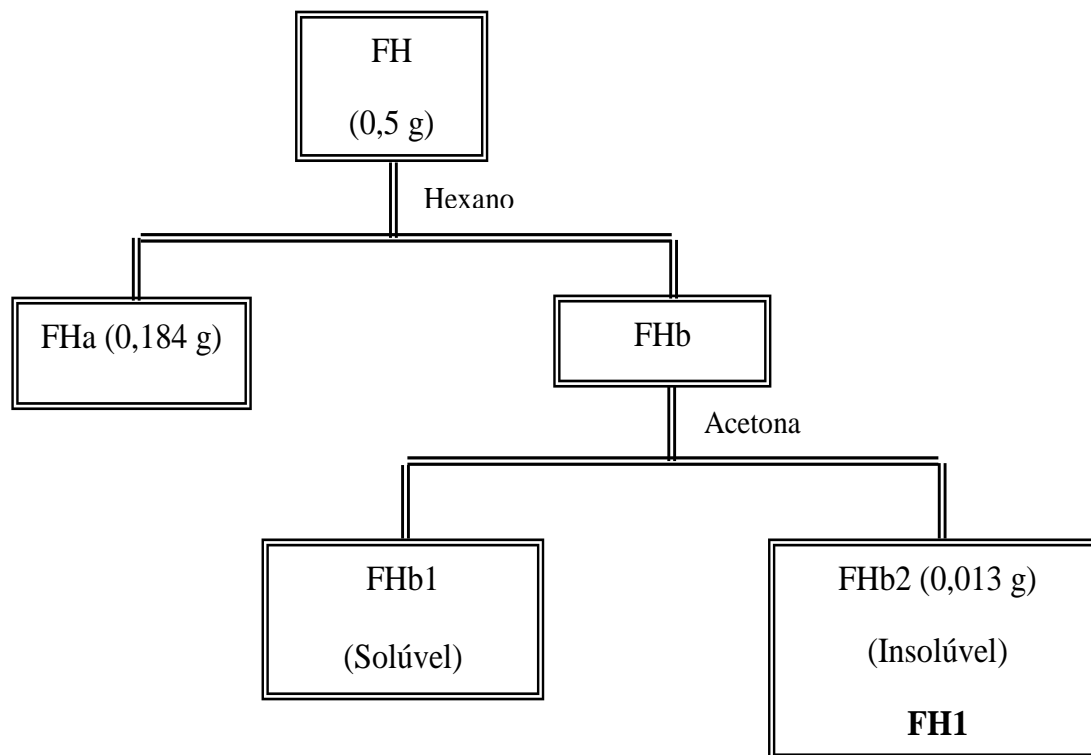 FH
(0,5 g)
Hexano
FHa (0,184 g)
FHb
Acetona
FHb1
(Solúvel)
FHb2 (0,013 g)
(Insolúvel)
FH1